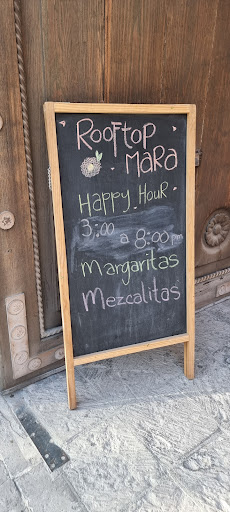 Rooftop
Mara
Happy Hour
3:00 a 8:00 pm
Margaritas
Mezcalitas